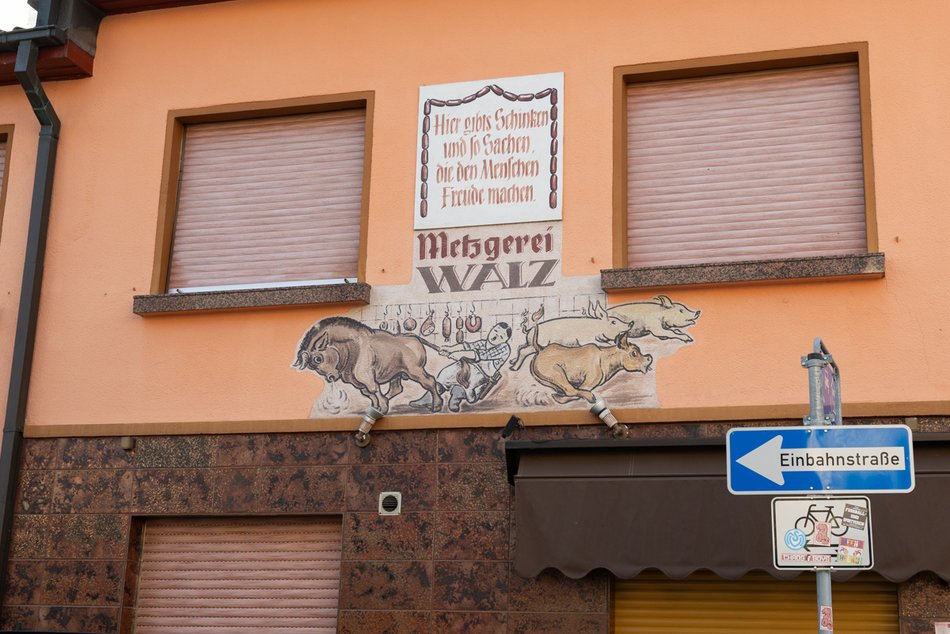 Hier gibts Schinken
und so Sachen,
die den Menschen
Freude machen.
Metzgerei
WALZ
Einbahnstraße